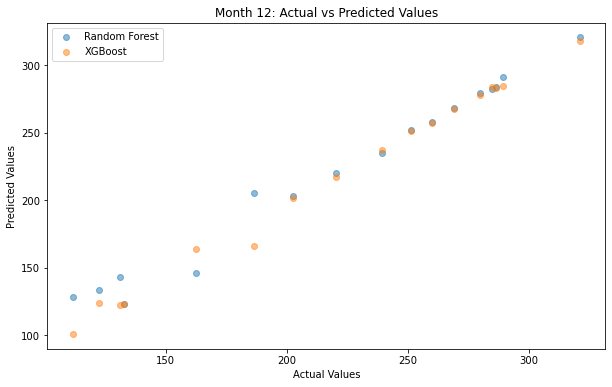 Month 12: Actual vs Predicted Values
Random Forest
XGBoost
300
250
200
150
100
Predicted Values
150
200
250
300
Actual Values